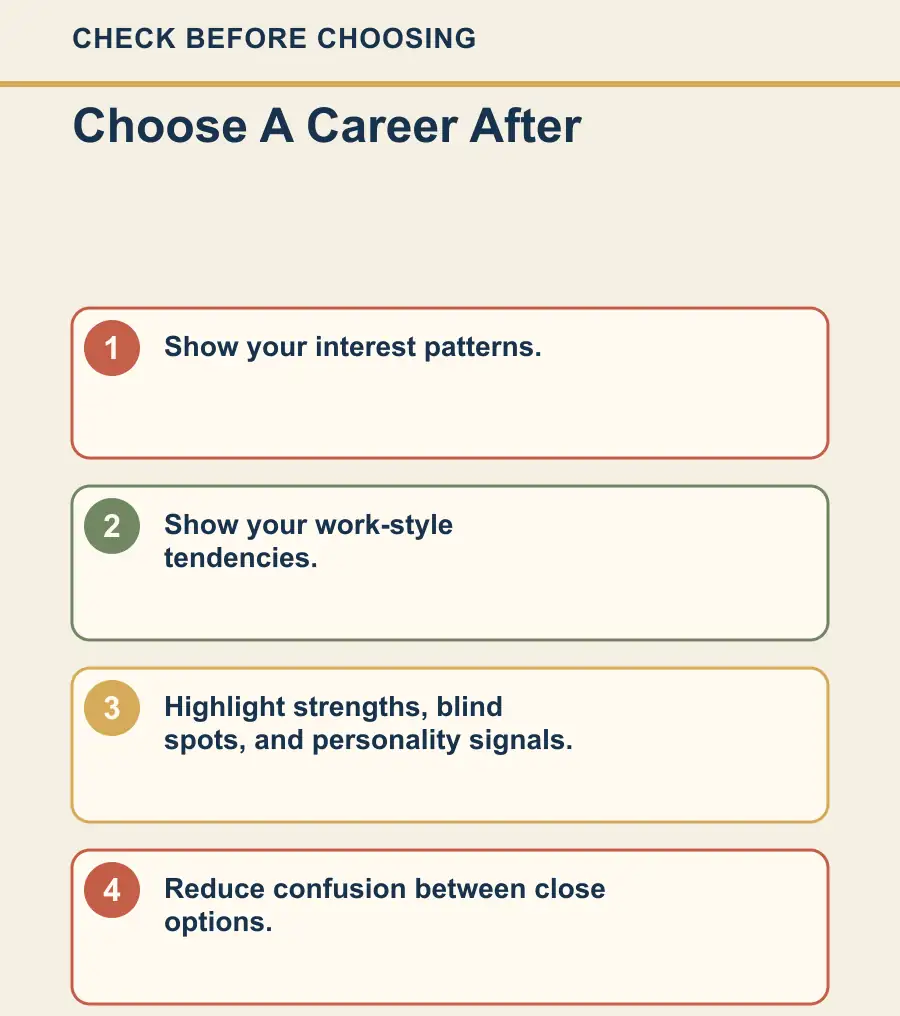 CHECK BEFORE CHOOSING
Choose A Career After
1
Show your interest patterns.
2
Show your work-style
tendencies.
3
Highlight strengths, blind
spots, and personality signals.
4
Reduce confusion between close
options.